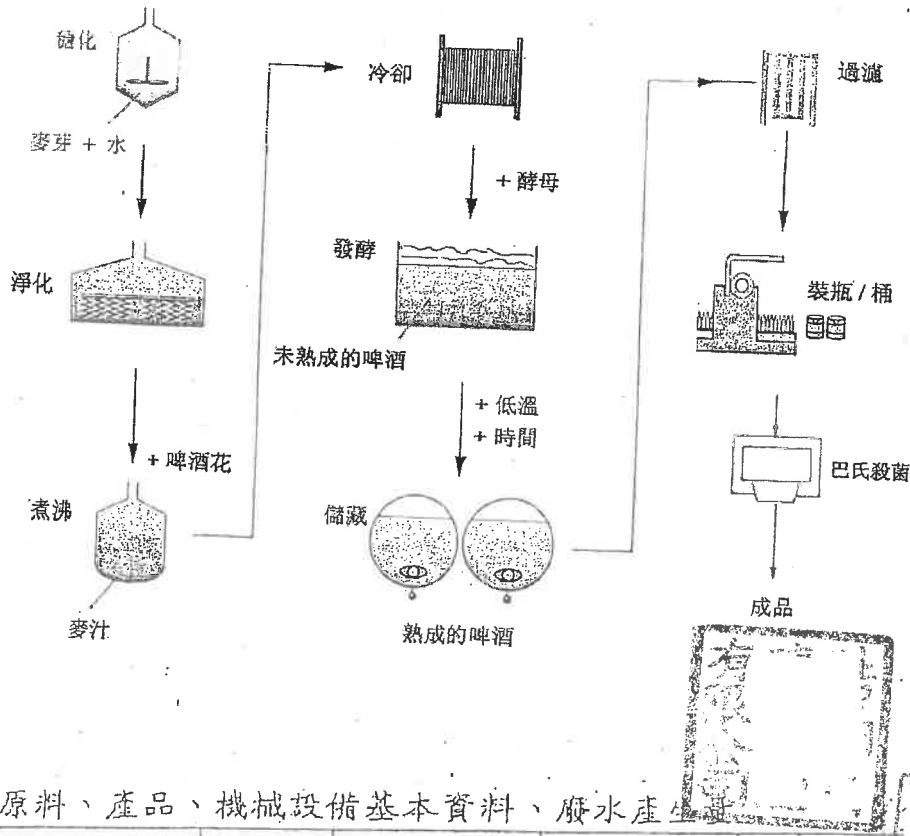 糖化
麥芽 + 水
淨化
+ 啤酒花
煮沸
麥汁
冷卻
+ 酵母
發酵
未熟成的啤酒
+ 低溫
+ 時間
儲藏
熟成的啤酒
過濾
裝瓶 / 桶
巴氏殺菌
成品
原料、產品、機械設備基本資料、廢水產生量